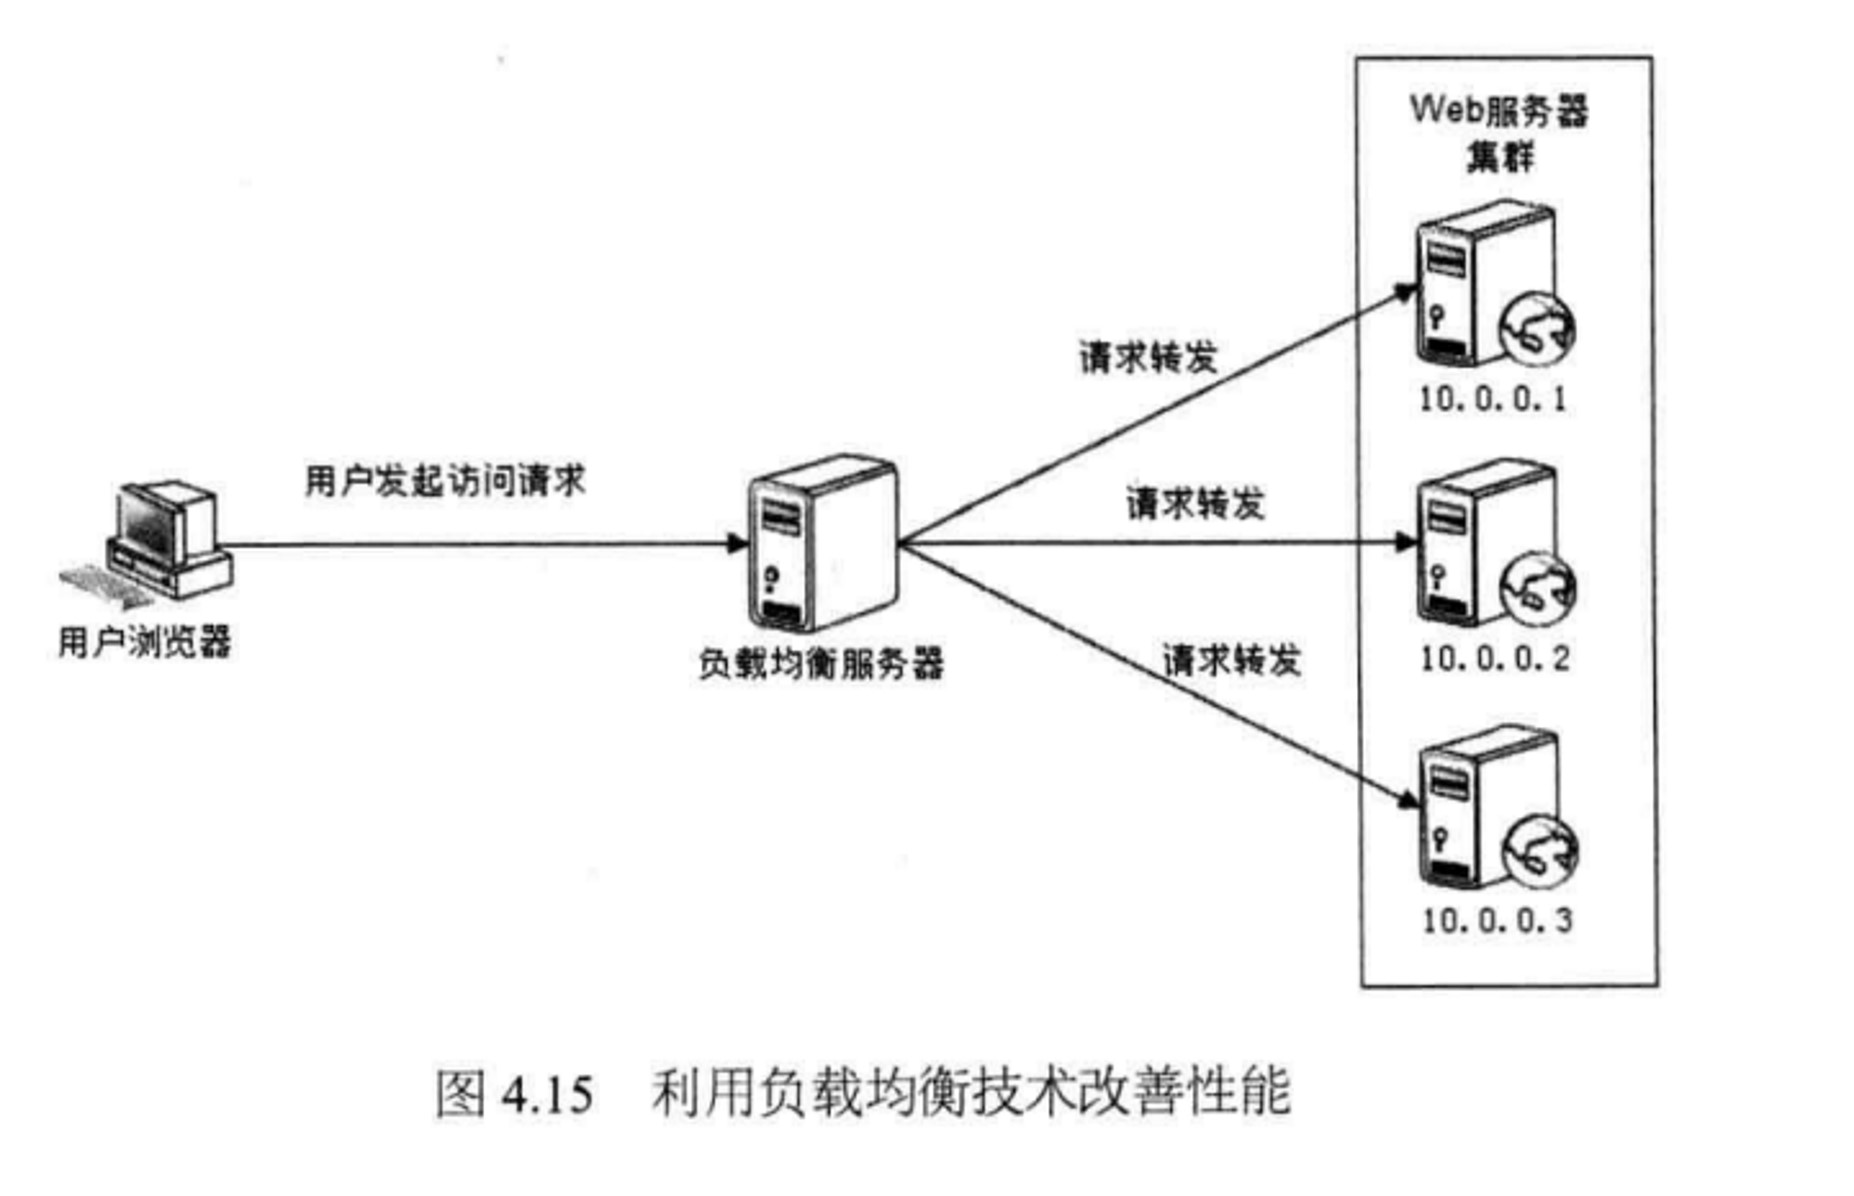 Web服务器
集群
请求转发
10.0.0.1
用户发起访问请求
请求转发
用户浏览器
负载均衡服务器
请求转发
10.0.0.2
10.0.0.3
图 4.15 利用负载均衡技术改善性能